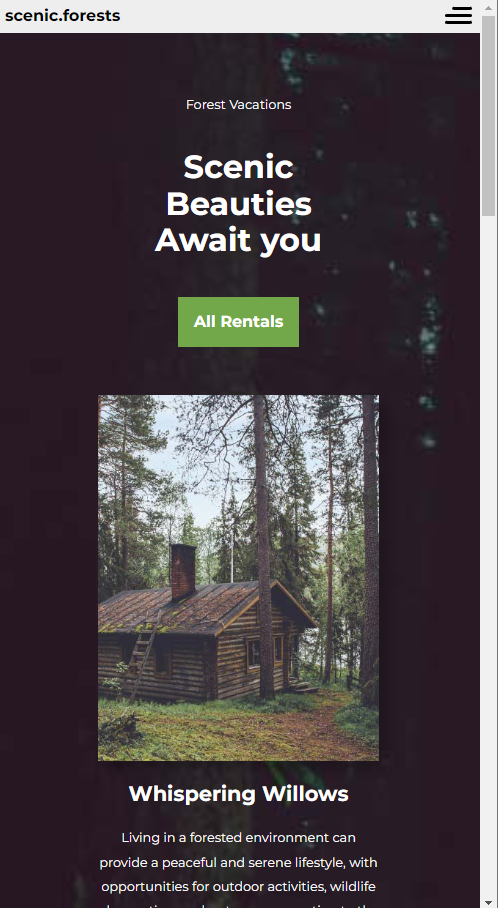 scenic.forests
Forest Vacations
Scenic
Beauties
Await you
All Rentals
Whispering Willows
Living in a forested environment can
provide a peaceful and serene lifestyle, with
opportunities for outdoor activities, wildlife